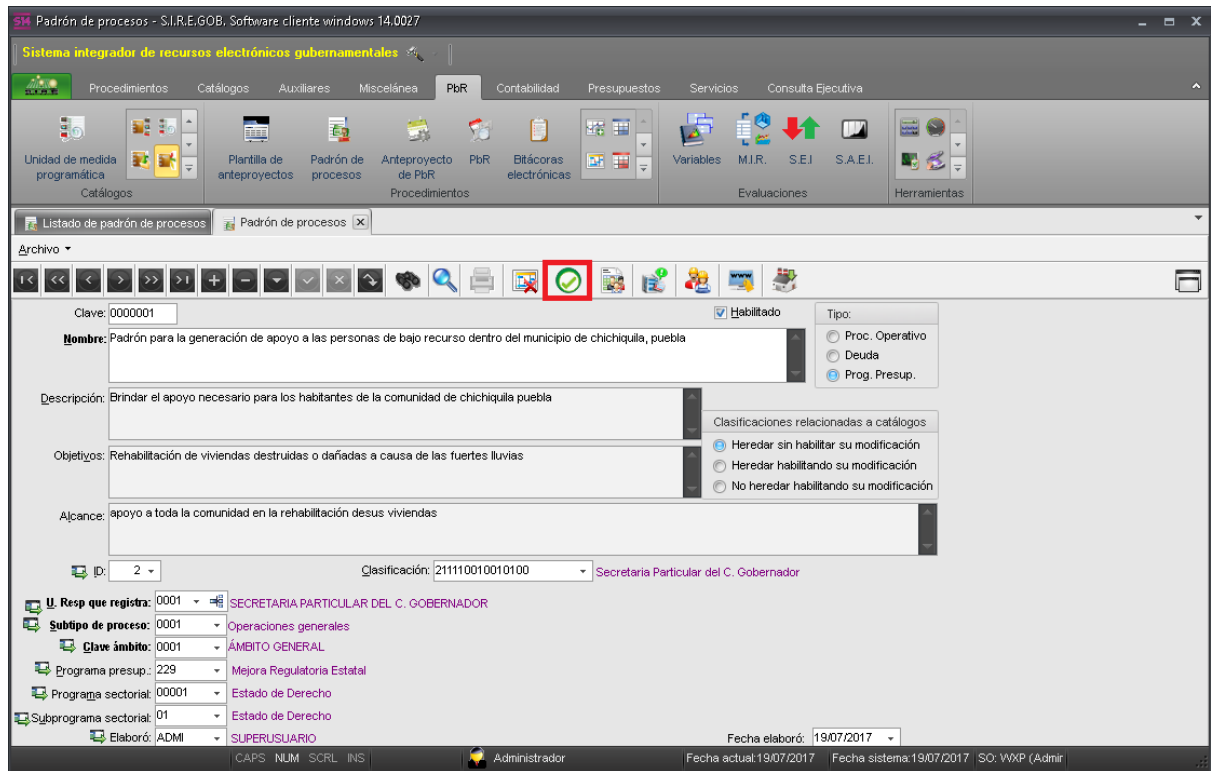 Padrón de procesos - S.I.R.E.GOB. Software cliente windows 14.0027
Sistema integrador de recursos electrónicos gubernamentales
Procedimientos Catálogos Auxiliares Miscelánea PbR Contabilidad Presupuestos Servicios Consulta Ejecutiva
Unidad de medida programática
Plantilla de anteproyectos
Padrón de procesos
Anteproyecto de PbR
PbR
Bitácoras electrónicas
Variables
M.I.R.
S.E.I
S.A.E.I.
Catálogos Procedimientos Evaluaciones Herramientas
Listado de padrón de procesos Padrón de procesos
Archivo
Clave: 0000001
Habilitado
Tipo:
Nombre: Padrón para la generación de apoyo a las personas de bajo recurso dentro del municipio de chichiquila, puebla
Proc. Operativo
Deuda
Prog. Presup.
Descripción: Brindar el apoyo necesario para los habitantes de la comunidad de chichiquila puebla
Clasificaciones relacionadas a catálogos
Heredar sin habilitar su modificación
Objetivos: Rehabilitación de viviendas destruidas o dañadas a causa de las fuertes lluvias
Heredar habilitando su modificación
No heredar habilitando su modificación
Alcance: apoyo a toda la comunidad en la rehabilitación desus viviendas
ID: 2 Clasificación: 211110010010100 Secretaria Particular del C. Gobernador
U. Resp que registra: 0001 SECRETARIA PARTICULAR DEL C. GOBERNADOR
Subtipo de proceso: 0001 Operaciones generales
Clave ámbito: 0001 ÁMBITO GENERAL
Programa presup.: 229 Mejora Regulatoria Estatal
Programa sectorial: 00001 Estado de Derecho
Subprograma sectorial: 01 Estado de Derecho
Elaboró: ADMI SUPERUSUARIO Fecha elaboró: 19/07/2017
CAPS NUM SCRL INS Administrador Fecha actual:19/07/2017 Fecha sistema:19/07/2017 SO: WXP (Admir